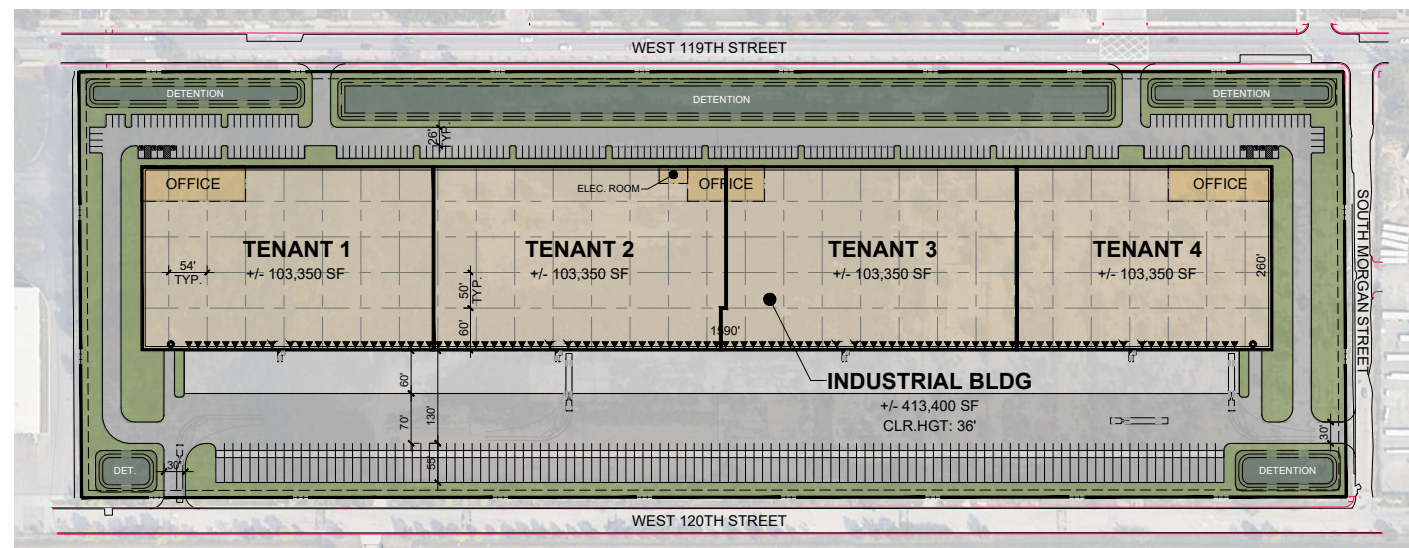 WEST 119TH STREET
DETENTION
DETENTION
DETENTION
26'
TYP.
OFFICE
ELEC. ROOM
OFFICE
OFFICE
TENANT 1
+/- 103,350 SF
TENANT 2
+/- 103,350 SF
TENANT 3
+/- 103,350 SF
TENANT 4
+/- 103,350 SF
54'
TYP.
50'
TYP.
60'
260'
1590'
SOUTH MORGAN STREET
INDUSTRIAL BLDG
+/- 413,400 SF
CLR.HGT: 36'
60'
70'
130'
55'
30'
30'
DET.
DETENTION
WEST 120TH STREET